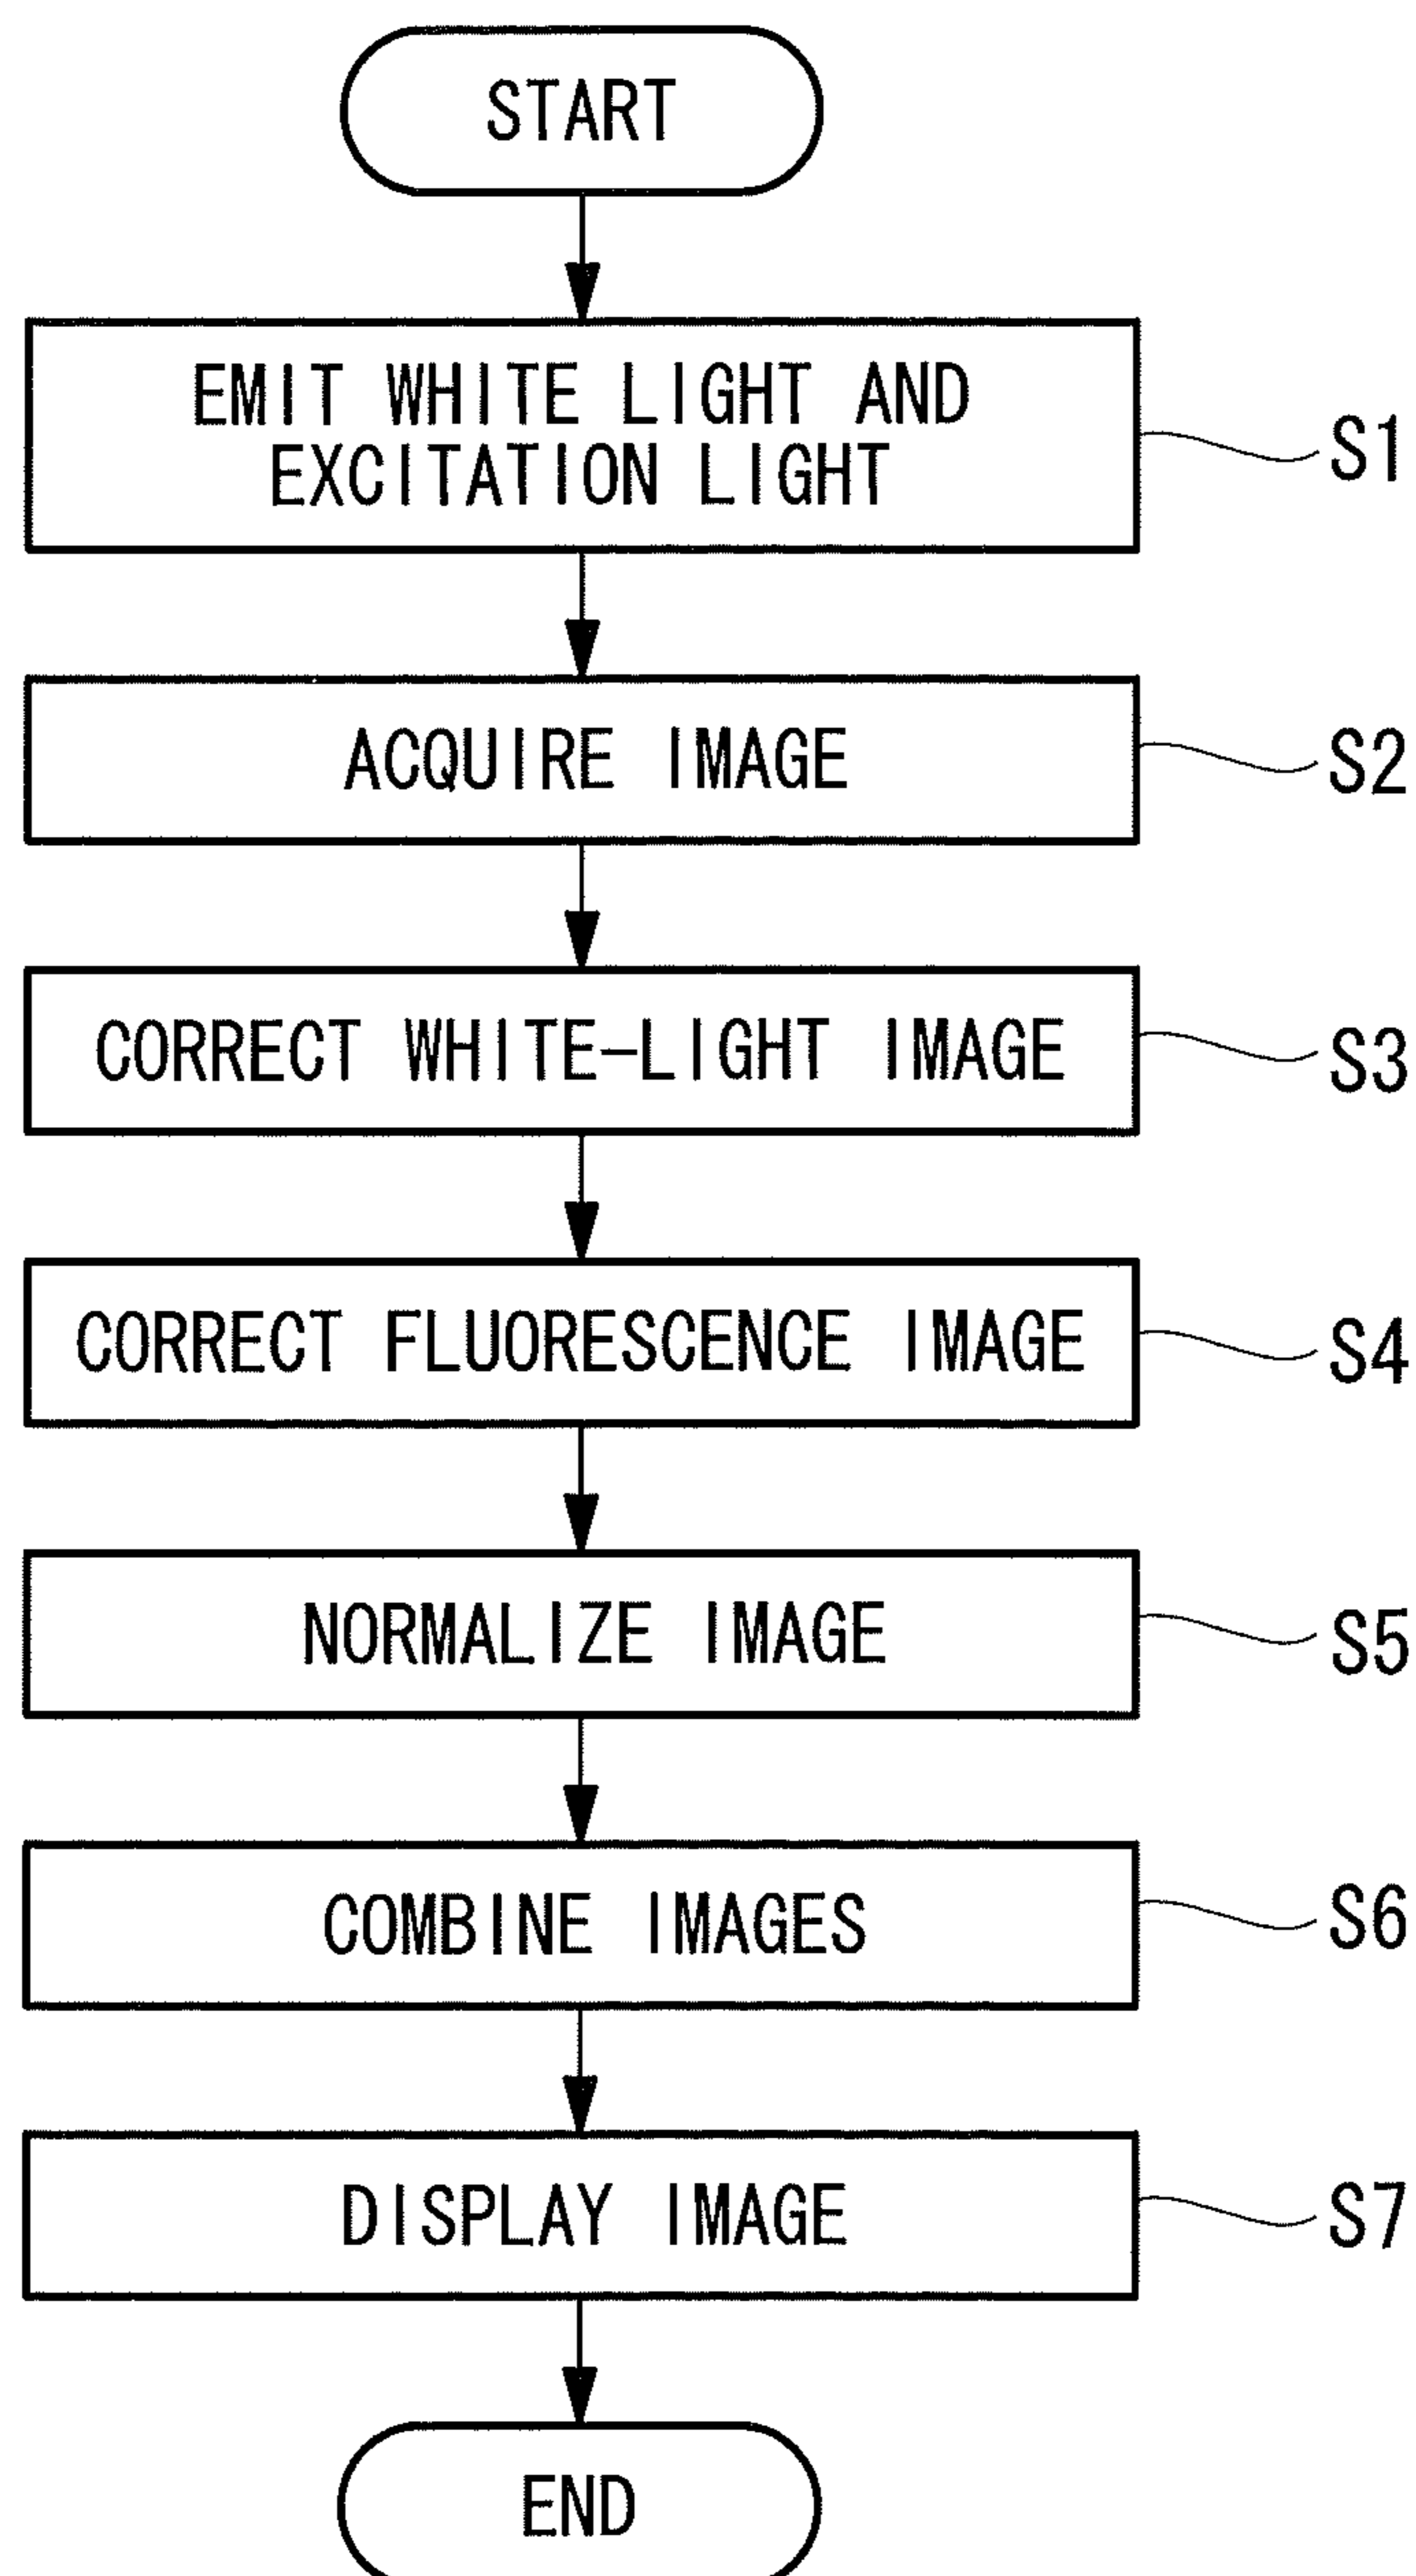 START
EMIT WHITE LIGHT AND
EXCITATION LIGHT
S1
ACQUIRE IMAGE
S2
CORRECT WHITE-LIGHT IMAGE
S3
CORRECT FLUORESCENCE IMAGE
S4
NORMALIZE IMAGE
S5
COMBINE IMAGES
S6
DISPLAY IMAGE
S7
END